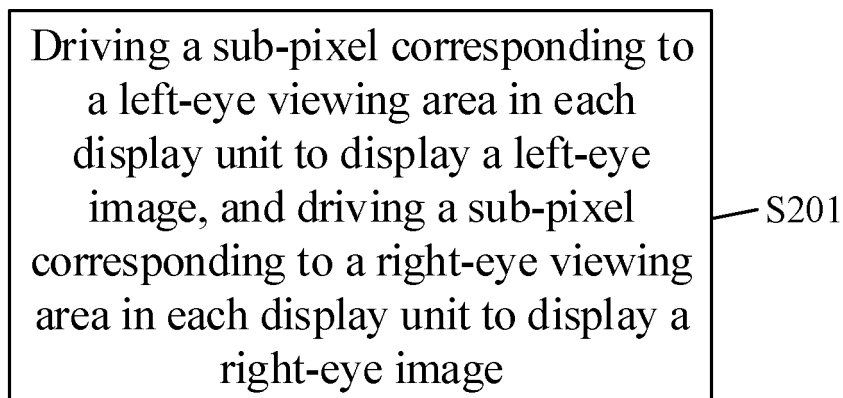 Driving a sub-pixel corresponding to
a left-eye viewing area in each
display unit to display a left-eye
image, and driving a sub-pixel
corresponding to a right-eye viewing
area in each display unit to display a
right-eye image
S201